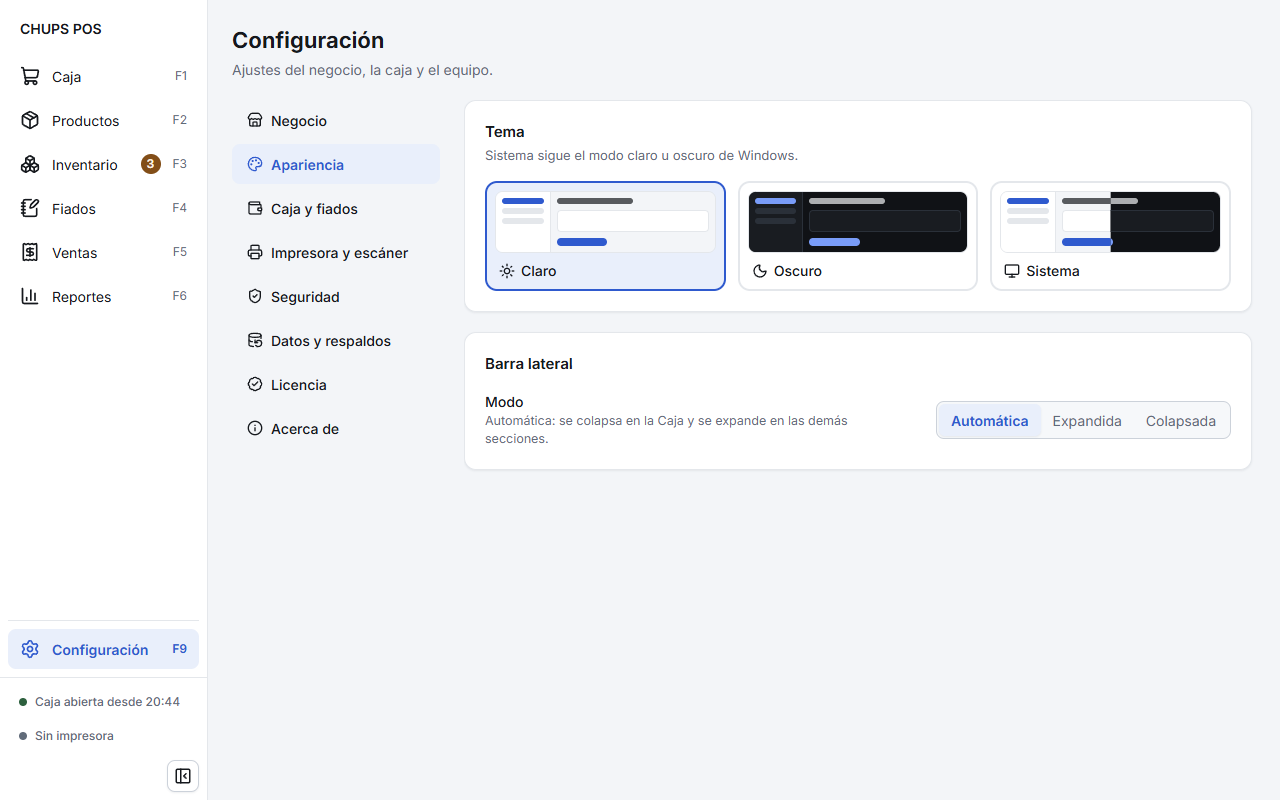 CHUPS POS
Caja F1
Productos F2
Inventario 3 F3
Fiados F4
Ventas F5
Reportes F6
Configuración F9
Caja abierta desde 20:44
Sin impresora
Configuración
Ajustes del negocio, la caja y el equipo.
Negocio
Apariencia
Caja y fiados
Impresora y escáner
Seguridad
Datos y respaldos
Licencia
Acerca de
Tema
Sistema sigue el modo claro u oscuro de Windows.
Claro
Oscuro
Sistema
Barra lateral
Modo
Automática: se colapsa en la Caja y se expande en las demás
secciones.
Automática Expandida Colapsada